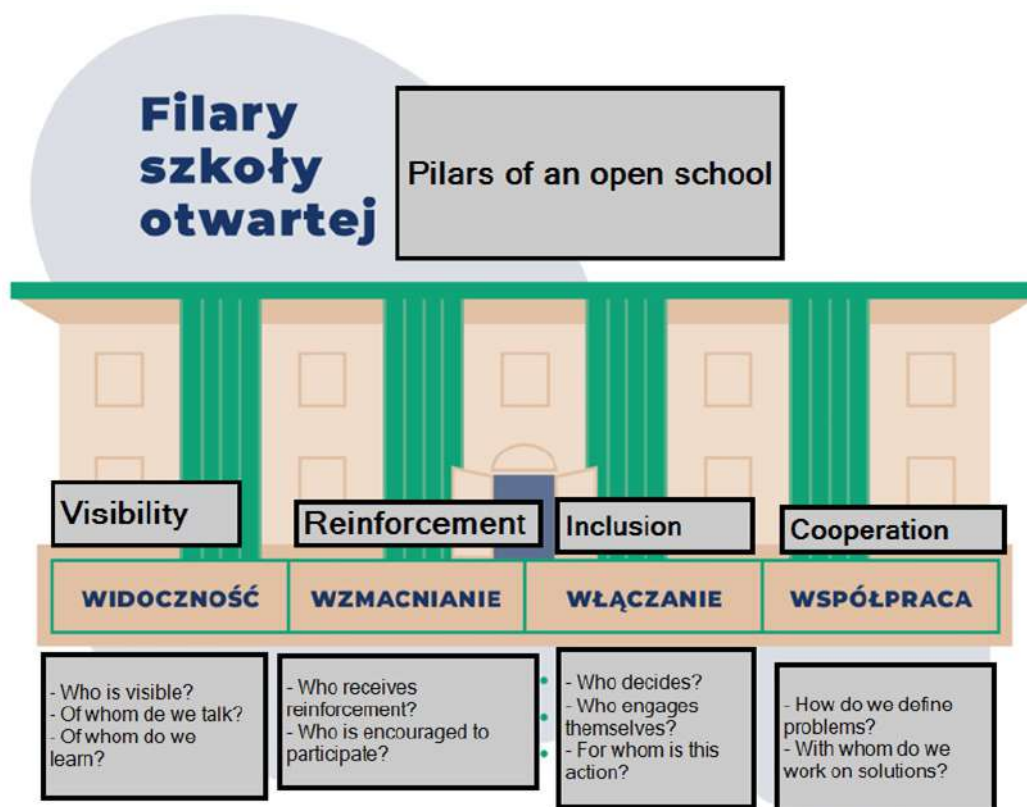 Filary
szkoły
otwartej
Pilars of an open school
Visibility
Reinforcement
Inclusion
Cooperation
WIDOCZNOŚĆ
WZMACNIANIE
WŁĄCZANIE
WSPÓŁPRACA
- Who is visible?
- Of whom de we talk?
- Of whom do we
learn?
- Who receives
reinforcement?
- Who is encouraged to
participate?
- Who decides?
- Who engages
themselves?
- For whom is this
action?
- How do we define
problems?
- With whom do we
work on solutions?